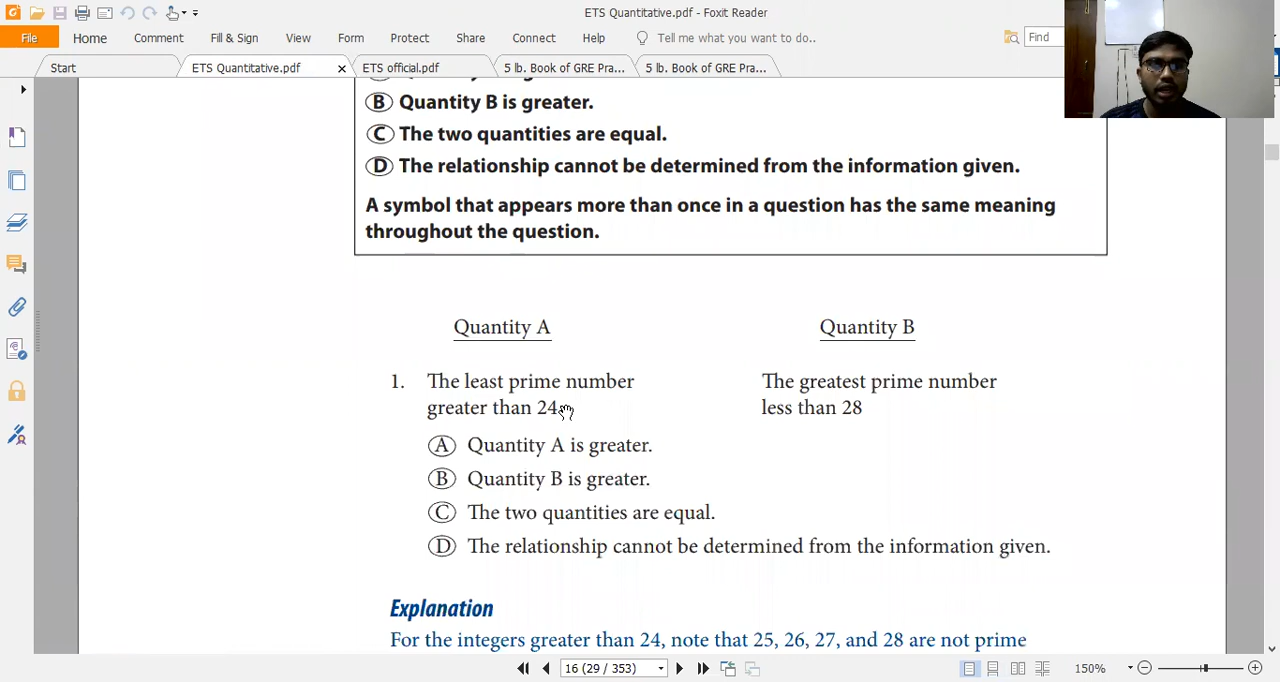 ETS Quantitative.pdf - Foxit Reader
File Home Comment Fill & Sign View Form Protect Share Connect Help Tell me what you want to do.. Find
Start ETS Quantitative.pdf ETS official.pdf 5 lb. Book of GRE Pra... 5 lb. Book of GRE Pra...
B Quantity B is greater.
C The two quantities are equal.
D The relationship cannot be determined from the information given.
A symbol that appears more than once in a question has the same meaning
throughout the question.
Quantity A Quantity B
1. The least prime number The greatest prime number
greater than 24 less than 28
A Quantity A is greater.
B Quantity B is greater.
C The two quantities are equal.
D The relationship cannot be determined from the information given.
Explanation
For the integers greater than 24, note that 25, 26, 27, and 28 are not prime
16 (29 / 353) 150%